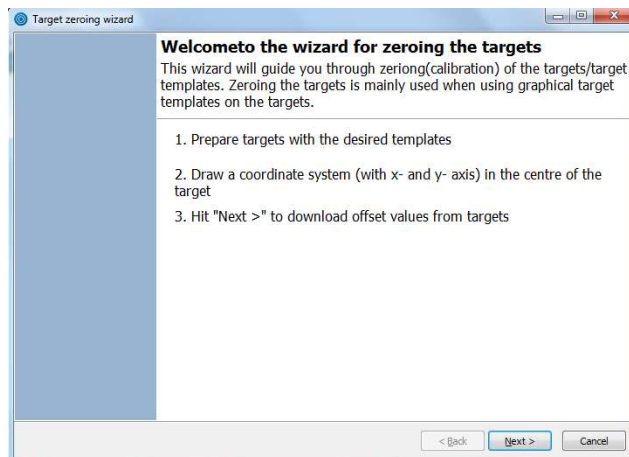 Target zeroing wizard
Welcometo the wizard for zeroing the targets
This wizard will guide you through zeriong(calibration) of the targets/target
templates. Zeroing the targets is mainly used when using graphical target
templates on the targets.
1. Prepare targets with the desired templates
2. Draw a coordinate system (with x- and y- axis) in the centre of the
target
3. Hit "Next >" to download offset values from targets
< Back Next > Cancel